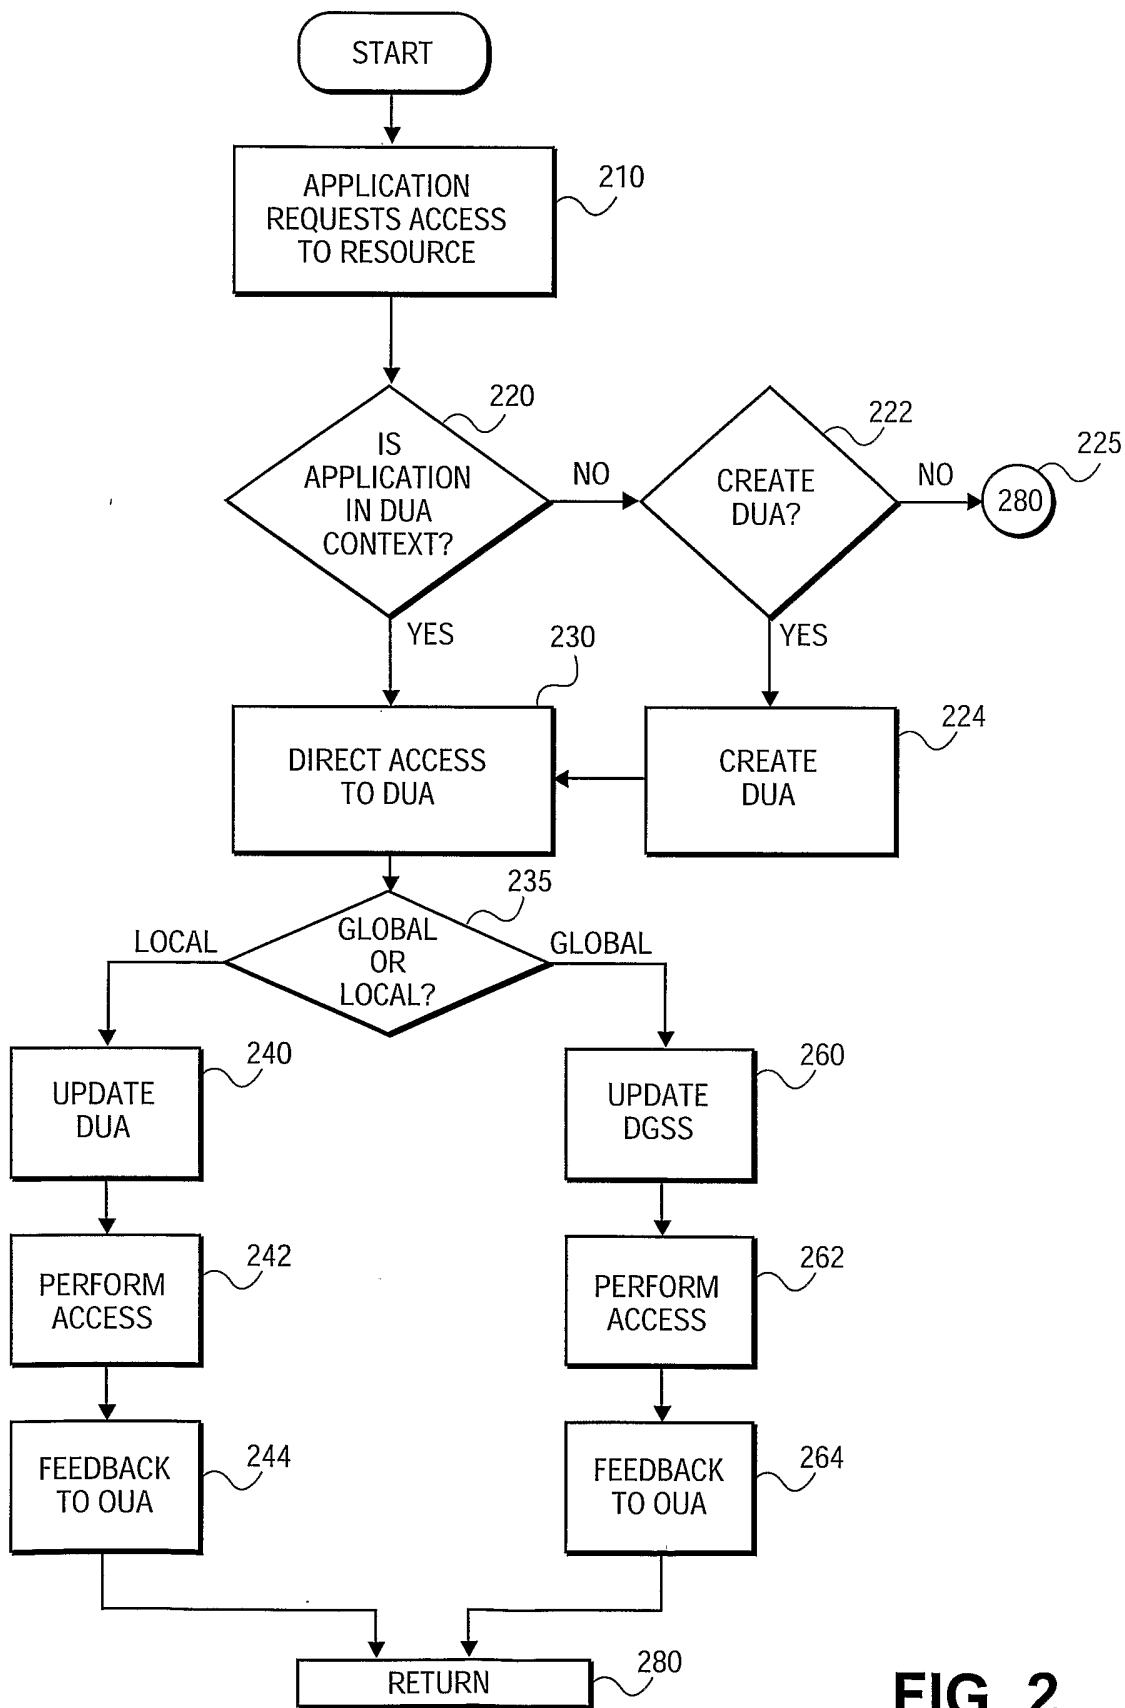 START
APPLICATION
REQUESTS ACCESS
TO RESOURCE
210
IS
APPLICATION
IN DUA
CONTEXT?
220
NO
CREATE
DUA?
222
NO
280
225
YES
YES
230
DIRECT ACCESS
TO DUA
CREATE
DUA
224
235
GLOBAL
OR
LOCAL?
LOCAL
GLOBAL
UPDATE
DUA
240
UPDATE
DGSS
260
PERFORM
ACCESS
242
PERFORM
ACCESS
262
FEEDBACK
TO OUA
244
FEEDBACK
TO OUA
264
RETURN
280
FIG. 2